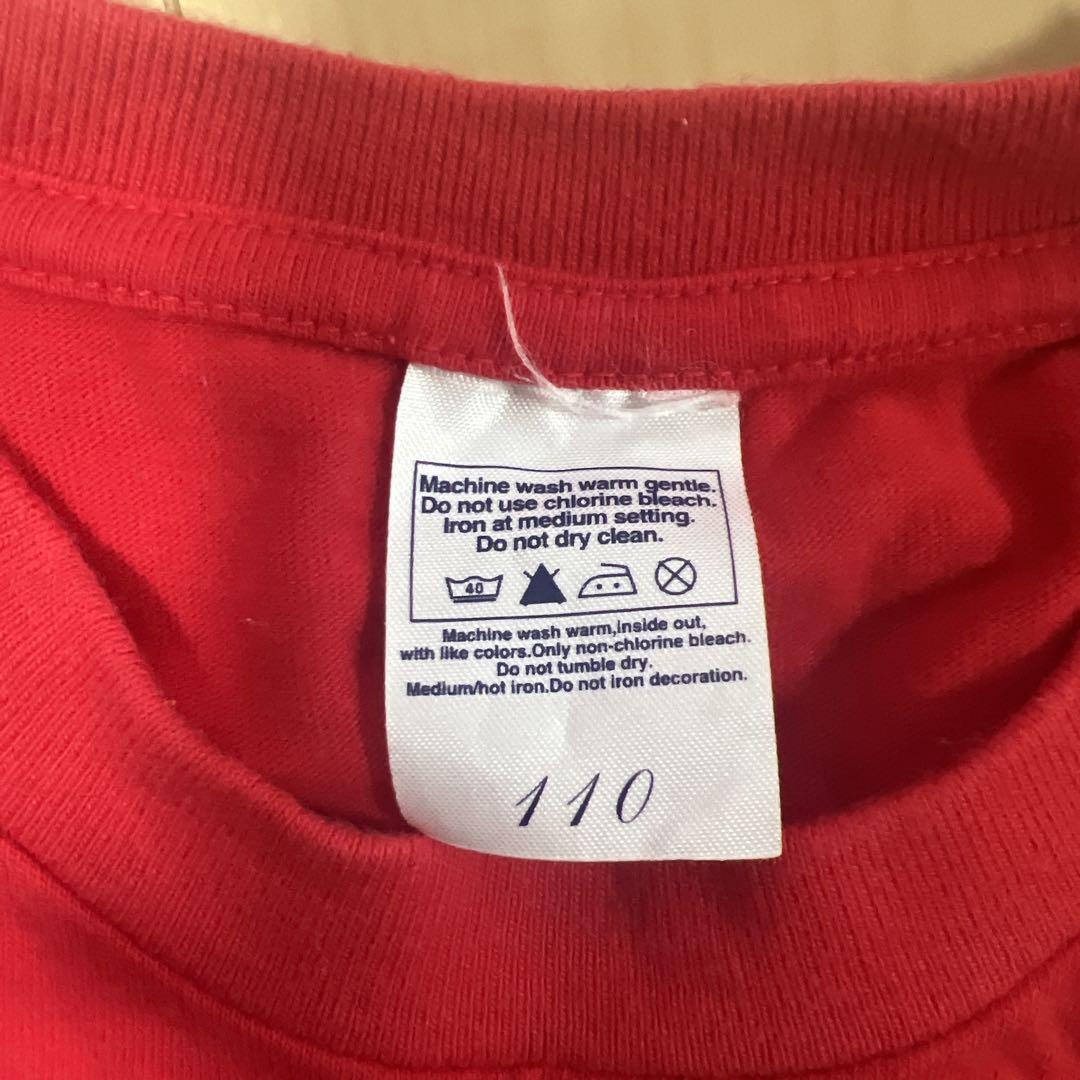 Machine wash warm gentle.
Do not use chlorine bleach.
Iron at medium setting.
Do not dry clean.
40
Machine wash warm,inside out,
with like colors.Only non-chlorine bleach.
Do not tumble dry.
Medium/hot iron.Do not iron decoration.
110